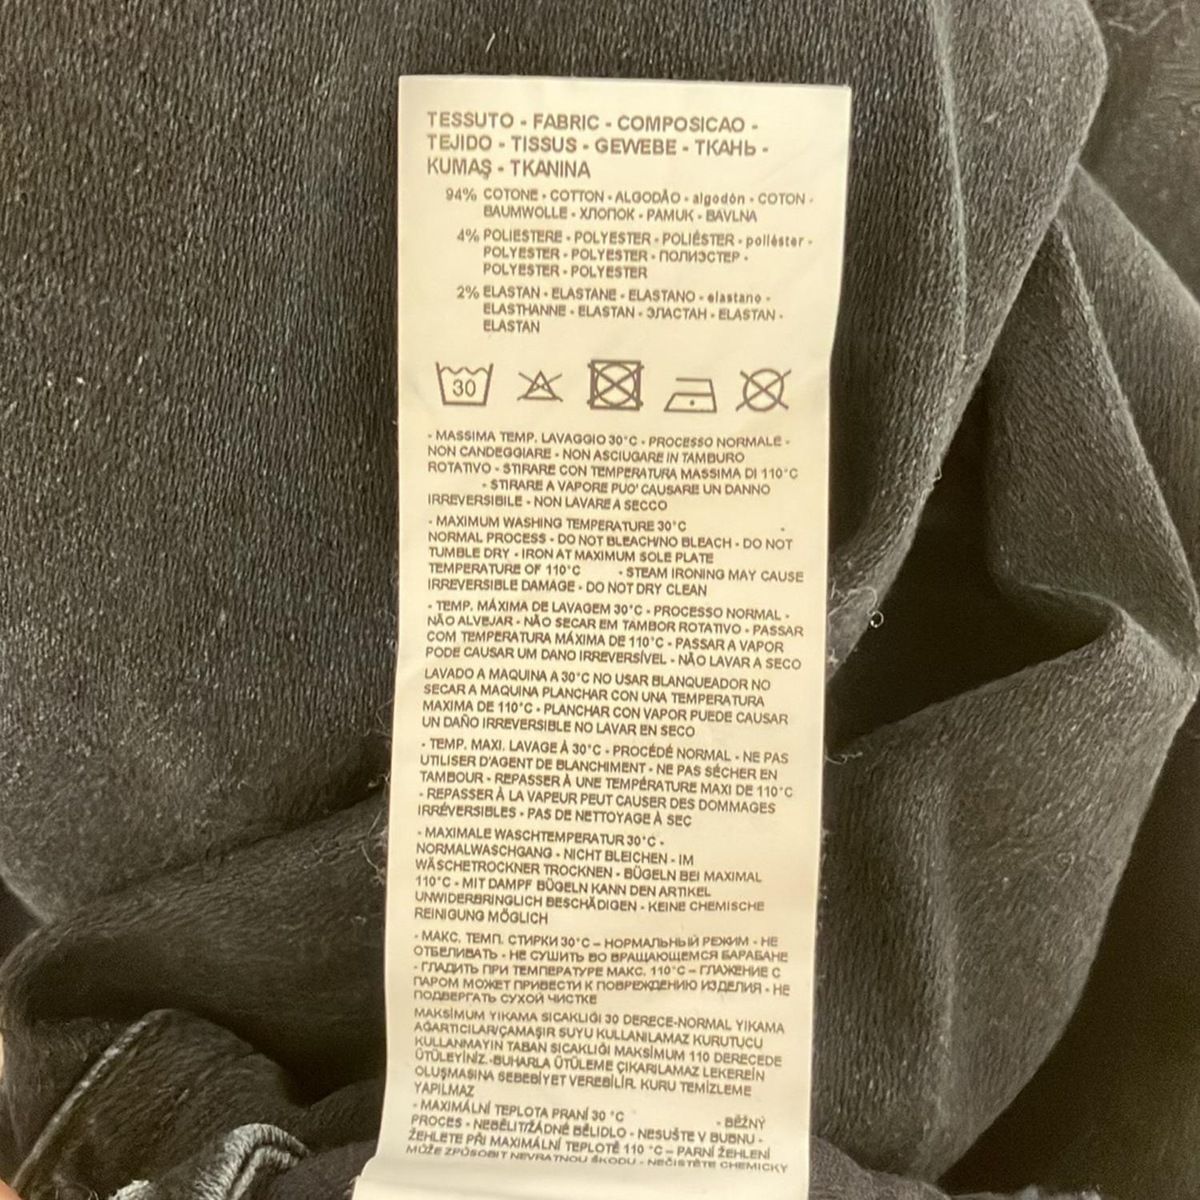 TESSUTO - FABRIC - COMPOSICAO -
TEJIDO - TISSUS - GEWEBE - ТКАНЬ -
KUMAŞ - TKANINA
94% COTONE - COTTON - ALGODÃO - algodón - COTON -
BAUMWOLLE - ХЛОПОК - PAMUK - BAVLNA
4% POLIESTERE - POLYESTER - POLIÉSTER - poliéster -
POLYESTER - POLYESTER - ПОЛИЭСТЕР -
POLYESTER - POLYESTER
2% ELASTAN - ELASTANE - ELASTANO - elastano -
ELASTHANNE - ELASTAN - ЭЛАСТАН - ELASTAN -
ELASTAN
30
- MASSIMA TEMP. LAVAGGIO 30°C - PROCESSO NORMALE -
NON CANDEGGIARE - NON ASCIUGARE IN TAMBURO
ROTATIVO - STIRARE CON TEMPERATURA MASSIMA DI 110°C
- STIRARE A VAPORE PUO' CAUSARE UN DANNO
IRREVERSIBILE - NON LAVARE A SECCO
- MAXIMUM WASHING TEMPERATURE 30°C -
NORMAL PROCESS - DO NOT BLEACH/NO BLEACH - DO NOT
TUMBLE DRY - IRON AT MAXIMUM SOLE PLATE
TEMPERATURE OF 110°C - STEAM IRONING MAY CAUSE
IRREVERSIBLE DAMAGE - DO NOT DRY CLEAN
- TEMP. MÁXIMA DE LAVAGEM 30°C - PROCESSO NORMAL -
NÃO ALVEJAR - NÃO SECAR EM TAMBOR ROTATIVO - PASSAR
COM TEMPERATURA MÁXIMA DE 110°C - PASSAR A VAPOR
PODE CAUSAR UM DANO IRREVERSÍVEL - NÃO LAVAR A SECO
LAVADO A MAQUINA A 30°C NO USAR BLANQUEADOR NO
SECAR A MAQUINA PLANCHAR CON UNA TEMPERATURA
MAXIMA DE 110°C - PLANCHAR CON VAPOR PUEDE CAUSAR
UN DAÑO IRREVERSIBLE NO LAVAR EN SECO
- TEMP. MAXI. LAVAGE À 30°C - PROCÉDÉ NORMAL - NE PAS
UTILISER D'AGENT DE BLANCHIMENT - NE PAS SÉCHER EN
TAMBOUR - REPASSER À UNE TEMPÉRATURE MAXI DE 110°C
- REPASSER À LA VAPEUR PEUT CAUSER DES DOMMAGES
IRRÉVERSIBLES - PAS DE NETTOYAGE À SEC
- MAXIMALE WASCHTEMPERATUR 30°C -
NORMALWASCHGANG - NICHT BLEICHEN - IM
WÄSCHETROCKNER TROCKNEN - BÜGELN BEI MAXIMAL
110°C - MIT DAMPF BÜGELN KANN DEN ARTIKEL
UNWIDERBRINGLICH BESCHÄDIGEN - KEINE CHEMISCHE
REINIGUNG MÖGLICH
- МАКС. ТЕМП. СТИРКИ 30°C – НОРМАЛЬНЫЙ РЕЖИМ - НЕ
ОТБЕЛИВАТЬ - НЕ СУШИТЬ ВО ВРАЩАЮЩЕМСЯ БАРАБАНЕ
- ГЛАДИТЬ ПРИ ТЕМПЕРАТУРЕ МАКС. 110°C – ГЛАЖЕНИЕ С
ПАРОМ МОЖЕТ ПРИВЕСТИ К ПОВРЕЖДЕНИЮ ИЗДЕЛИЯ - НЕ
ПОДВЕРГАТЬ СУХОЙ ЧИСТКЕ
MAKSİMUM YIKAMA SICAKLIĞI 30 DERECE-NORMAL YIKAMA
AĞARTICILAR/ÇAMAŞIR SUYU KULLANILAMAZ KURUTUCU
KULLANMAYIN TABAN SICAKLIĞI MAKSİMUM 110 DERECEDE
ÜTÜLEYİNİZ.-BUHARLA ÜTÜLEME ÇIKARILAMAZ LEKEREİN
OLUŞMASINA SEBEBİYET VEREBİLİR. KURU TEMİZLEME
YAPILMAZ
- MAXIMÁLNÍ TEPLOTA PRANÍ 30 °C - BĚŽNÝ
PROCES - NEBĚLIT/ŽÁDNÉ BĚLIDLO - NESUŠTE V BUBNU -
ŽEHLETE PŘI MAXIMÁLNÍ TEPLOTĚ 110 °C – PARNÍ ŽEHLENÍ
MŮŽE ZPŮSOBIT NEVRATNOU ŠKODU - NEČISTĚTE CHEMICKY